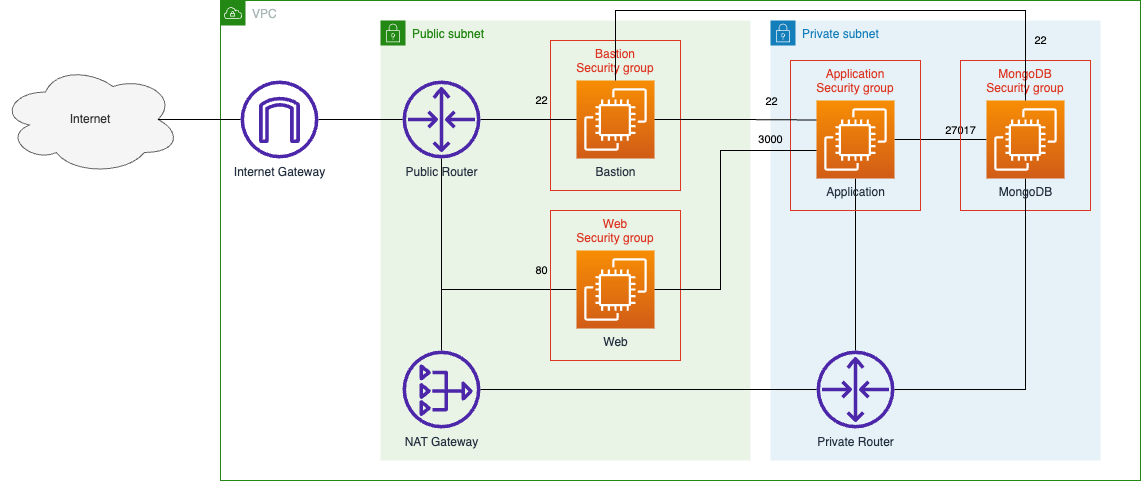 VPC
Public subnet
Private subnet
22
Bastion
Security group
Application
Security group
MongoDB
Security group
22
22
Internet
3000
27017
Internet Gateway
Public Router
Bastion
Application
MongoDB
Web
Security group
80
Web
NAT Gateway
Private Router